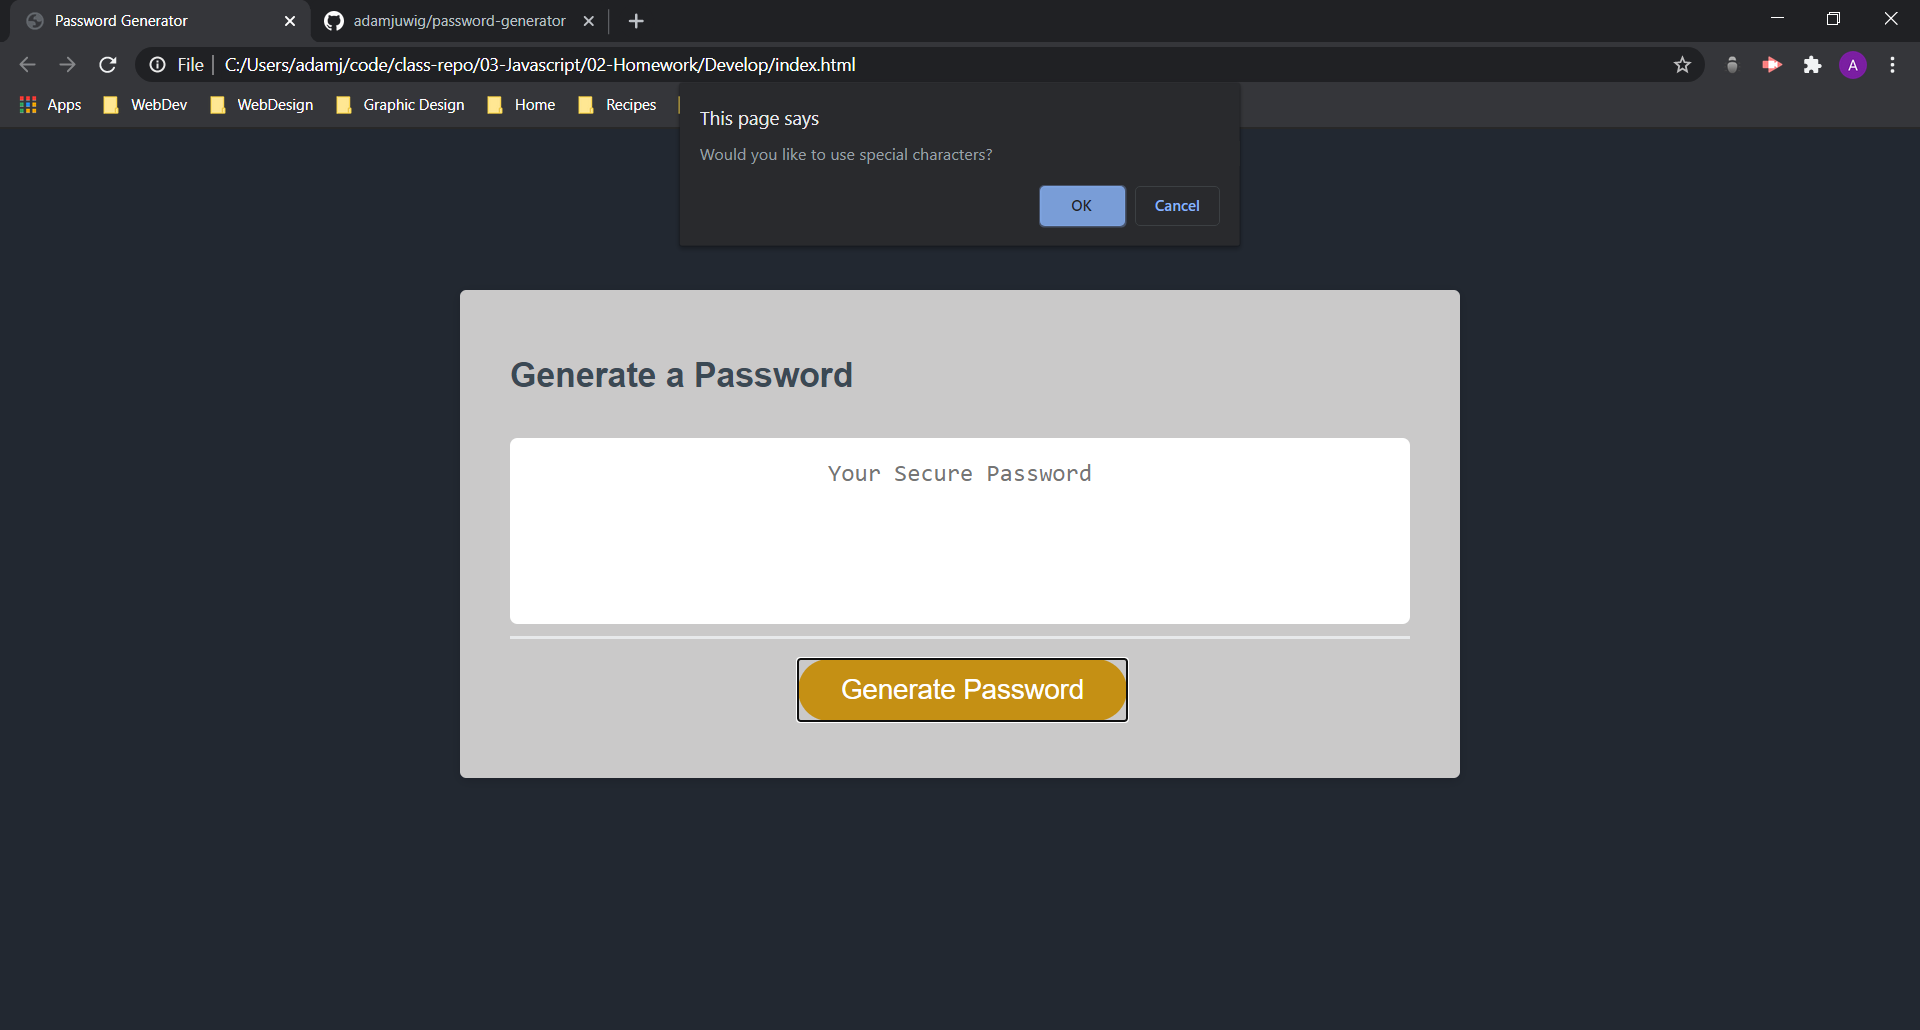 Password Generator
adamjuwig/password-generator
File
C:/Users/adamj/code/class-repo/03-Javascript/02-Homework/Develop/index.html
A
Apps
WebDev
WebDesign
Graphic Design
Home
Recipes
This page says
Would you like to use special characters?
OK
Cancel
Generate a Password
Your Secure Password
Generate Password